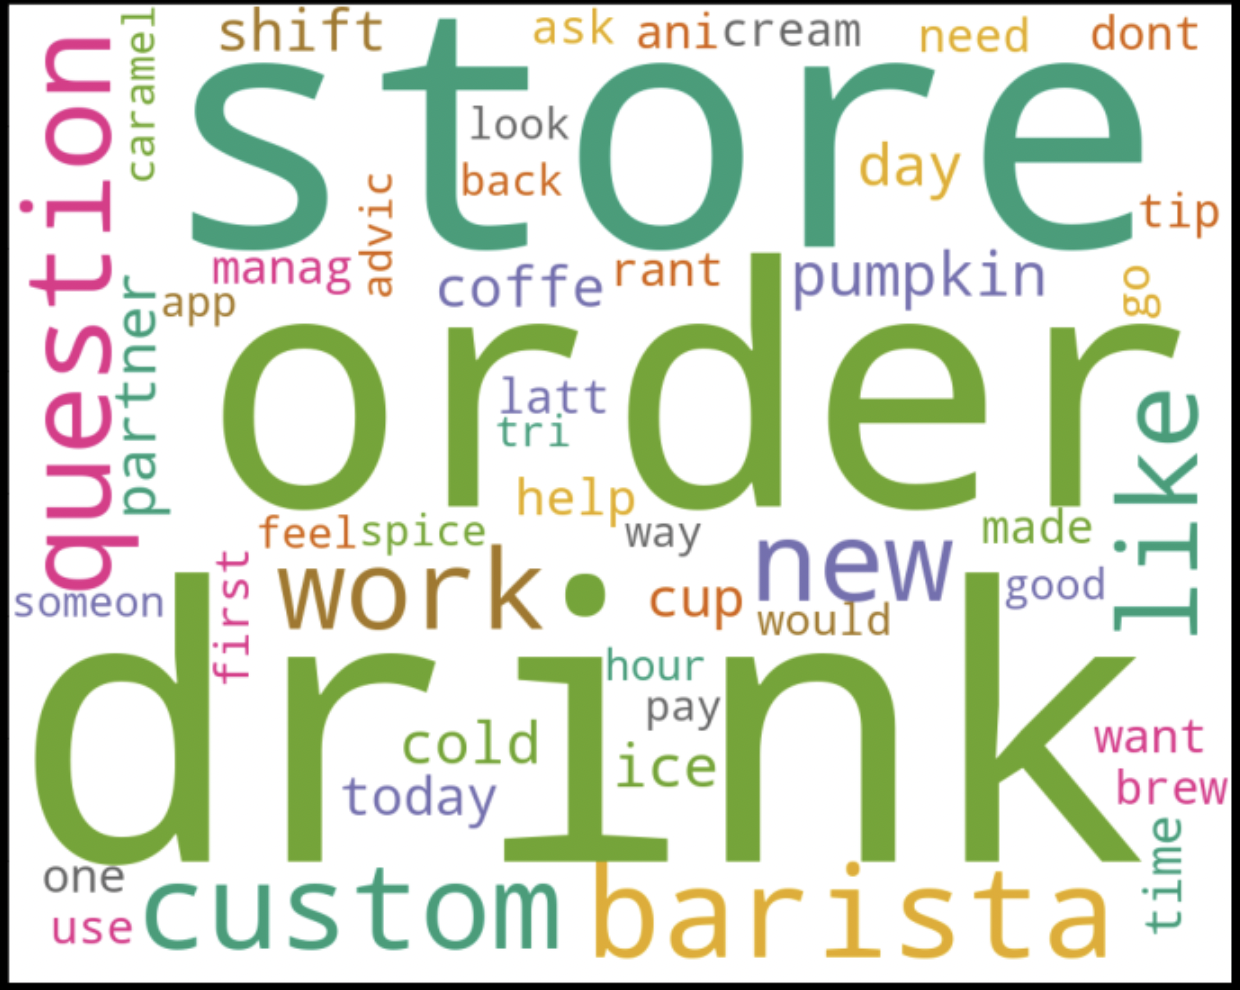 question
caramel
shift
store
ask
ani
cream
need
dont
look
back
day
tip
advic
manag
app
partner
coffe
rant
pumpkin
go
order
latt
tri
help
like
feel
spice
way
made
someon
first
work
cup
new
would
good
drink
hour
pay
cold
ice
today
want
brew
time
one
use
custom
barista